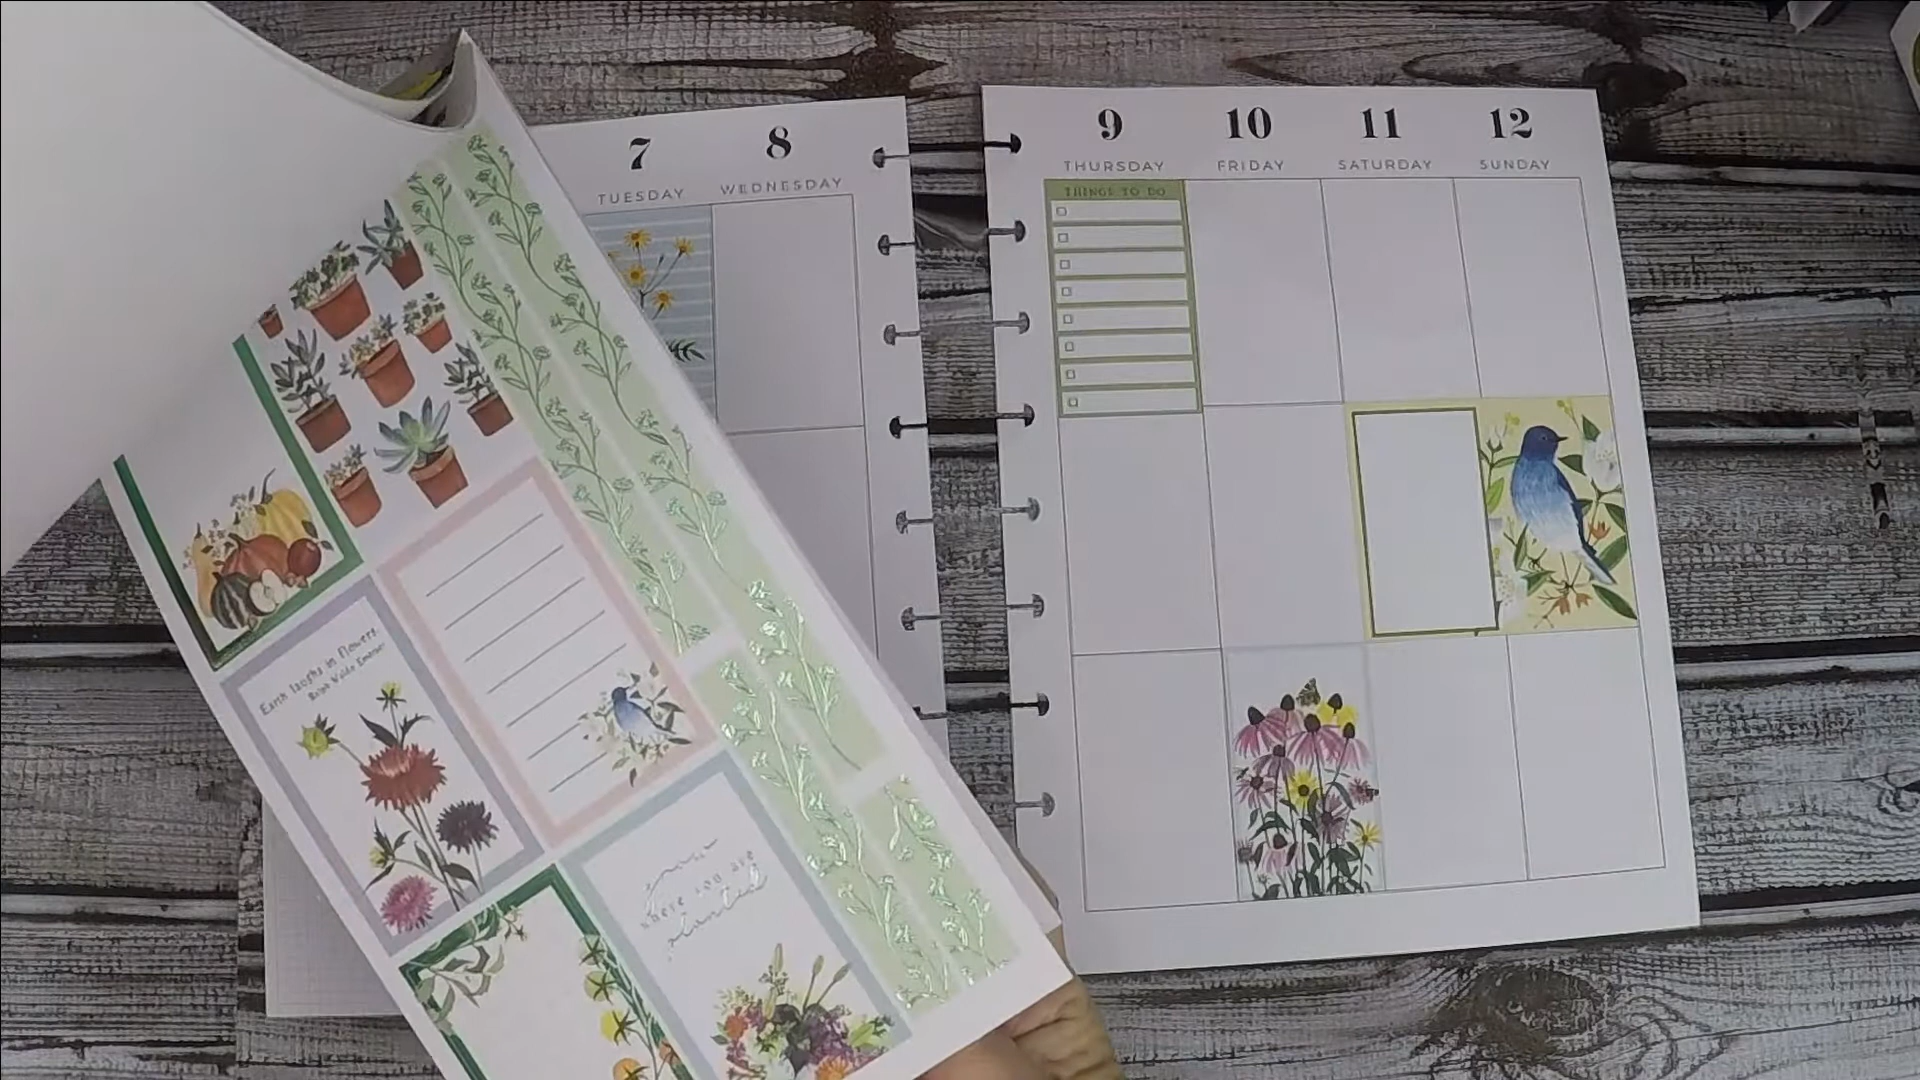 7
8
TUESDAY
WEDNESDAY
9
10
11
12
THURSDAY
FRIDAY
SATURDAY
SUNDAY
THINGS TO DO
Earth laughs in flowers.
Ralph Waldo Emerson
grow
where you are
planted